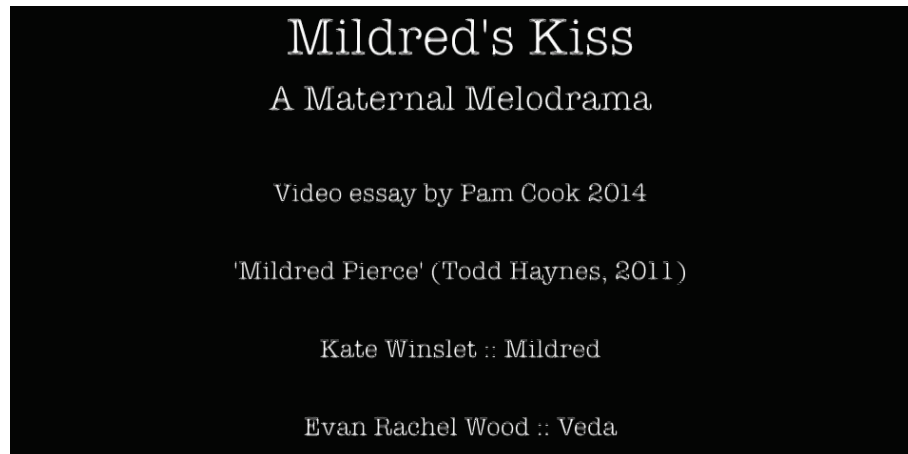 Mildred's Kiss
A Maternal Melodrama
Video essay by Pam Cook 2014
'Mildred Pierce' (Todd Haynes, 2011)
Kate Winslet :: Mildred
Evan Rachel Wood :: Veda